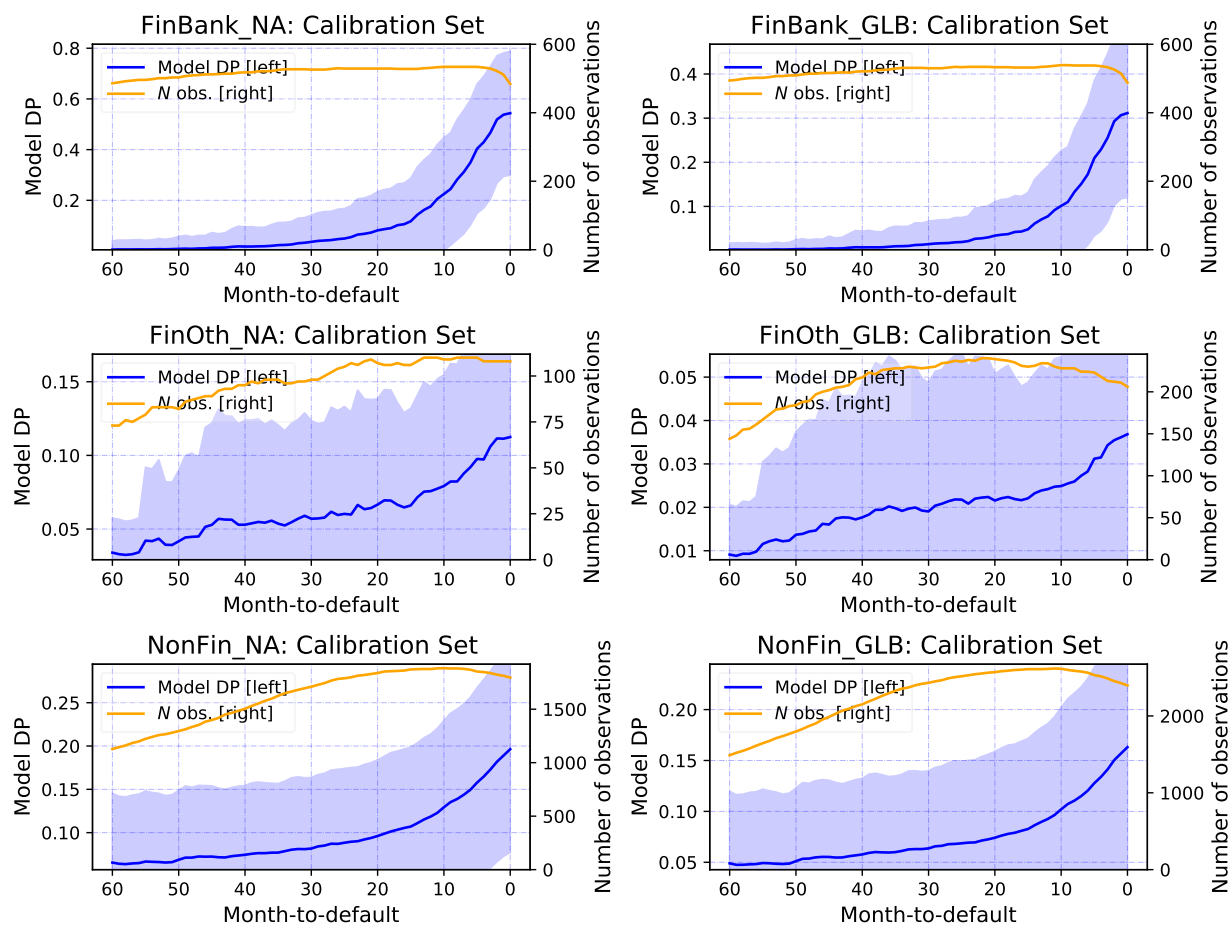 FinBank_NA: Calibration Set
Model DP [left]
N obs. [right]
0.8
0.6
0.4
0.2
Model DP
600
400
200
0
Number of observations
60 50 40 30 20 10 0
Month-to-default
FinBank_GLB: Calibration Set
Model DP [left]
N obs. [right]
0.4
0.3
0.2
0.1
Model DP
600
400
200
0
Number of observations
60 50 40 30 20 10 0
Month-to-default
FinOth_NA: Calibration Set
Model DP [left]
N obs. [right]
0.15
0.10
0.05
Model DP
100
75
50
25
0
Number of observations
60 50 40 30 20 10 0
Month-to-default
FinOth_GLB: Calibration Set
Model DP [left]
N obs. [right]
0.05
0.04
0.03
0.02
0.01
Model DP
200
150
100
50
0
Number of observations
60 50 40 30 20 10 0
Month-to-default
NonFin_NA: Calibration Set
Model DP [left]
N obs. [right]
0.25
0.20
0.15
0.10
Model DP
1500
1000
500
0
Number of observations
60 50 40 30 20 10 0
Month-to-default
NonFin_GLB: Calibration Set
Model DP [left]
N obs. [right]
0.20
0.15
0.10
0.05
Model DP
2000
1000
0
Number of observations
60 50 40 30 20 10 0
Month-to-default